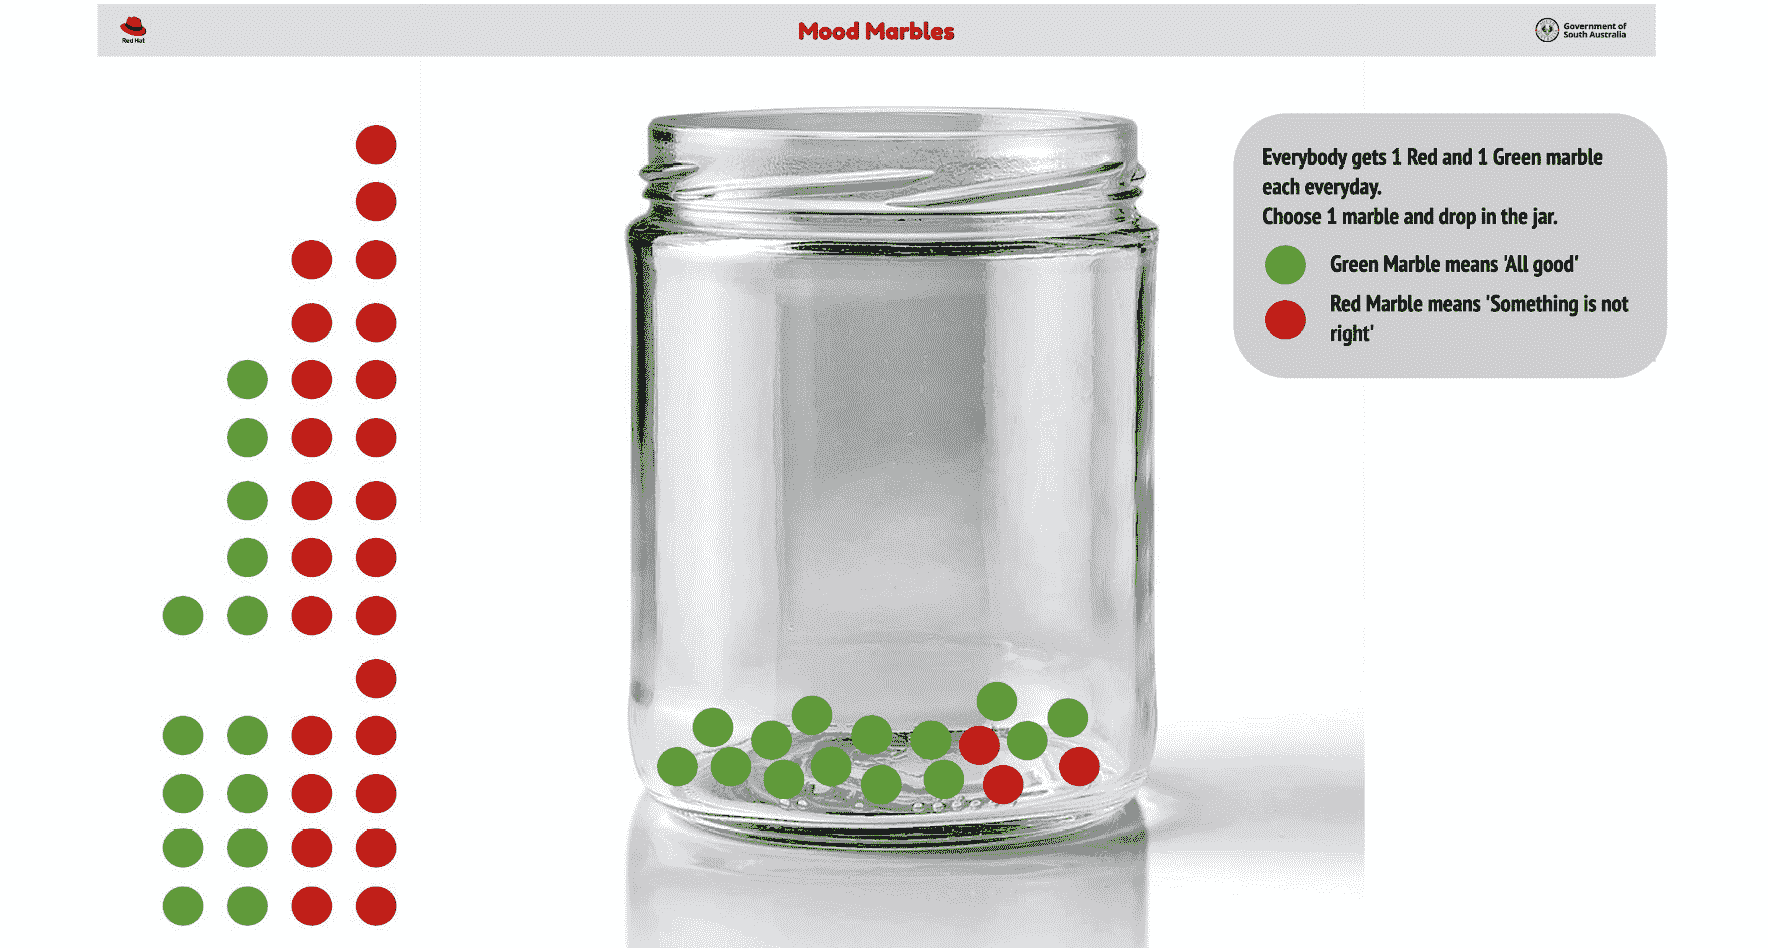 Red Hat
Mood Marbles
Government of
South Australia
Everybody gets 1 Red and 1 Green marble
each everyday.
Choose 1 marble and drop in the jar.
Green Marble means 'All good'
Red Marble means 'Something is not
right'